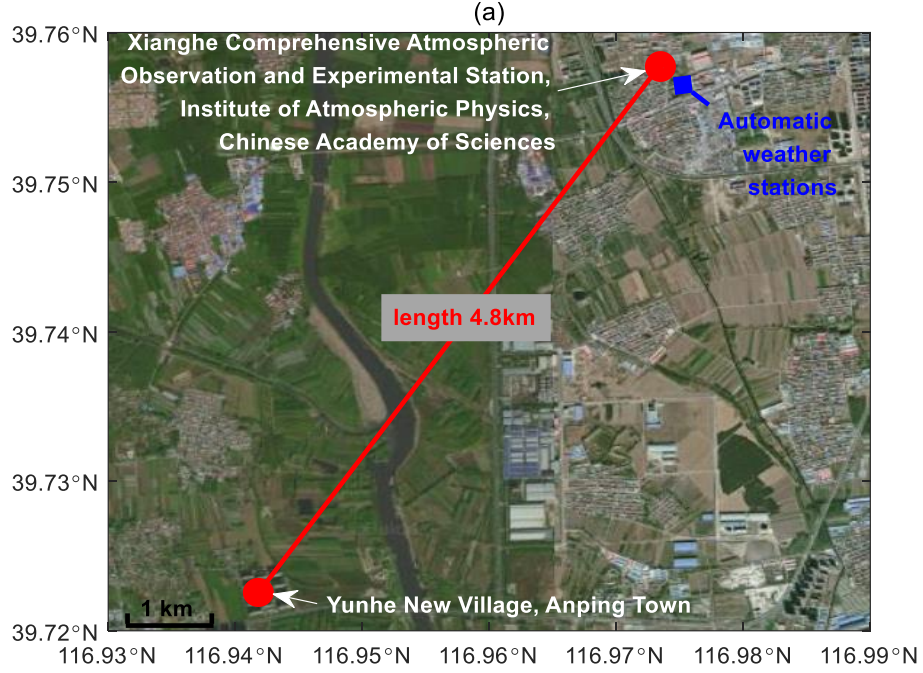 (a)
39.76°N
Xianghe Comprehensive Atmospheric
Observation and Experimental Station,
Institute of Atmospheric Physics,
Chinese Academy of Sciences
Automatic
weather
stations
39.75°N
length 4.8km
39.74°N
39.73°N
1 km
Yunhe New Village, Anping Town
39.72°N
116.93°N
116.94°N
116.95°N
116.96°N
116.97°N
116.98°N
116.99°N